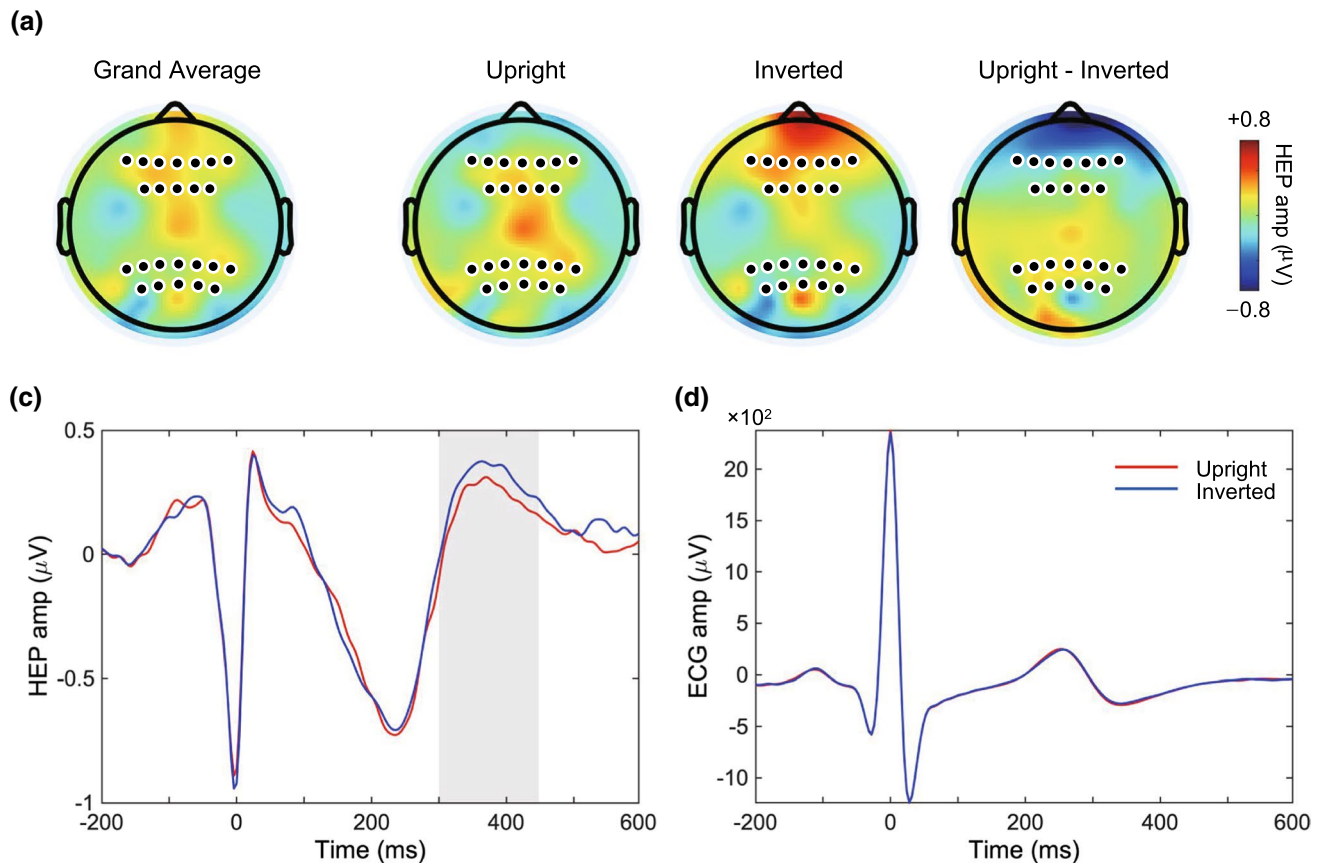 (a)
Grand Average
Upright
Inverted
Upright - Inverted
+0.8
HEP amp (μV)
−0.8
(c)
0.5
0
-0.5
-1
HEP amp (μV)
-200
0
200
400
600
Time (ms)
(d)
×10²
20
15
10
5
0
-5
-10
ECG amp (μV)
Upright
Inverted
-200
0
200
400
600
Time (ms)